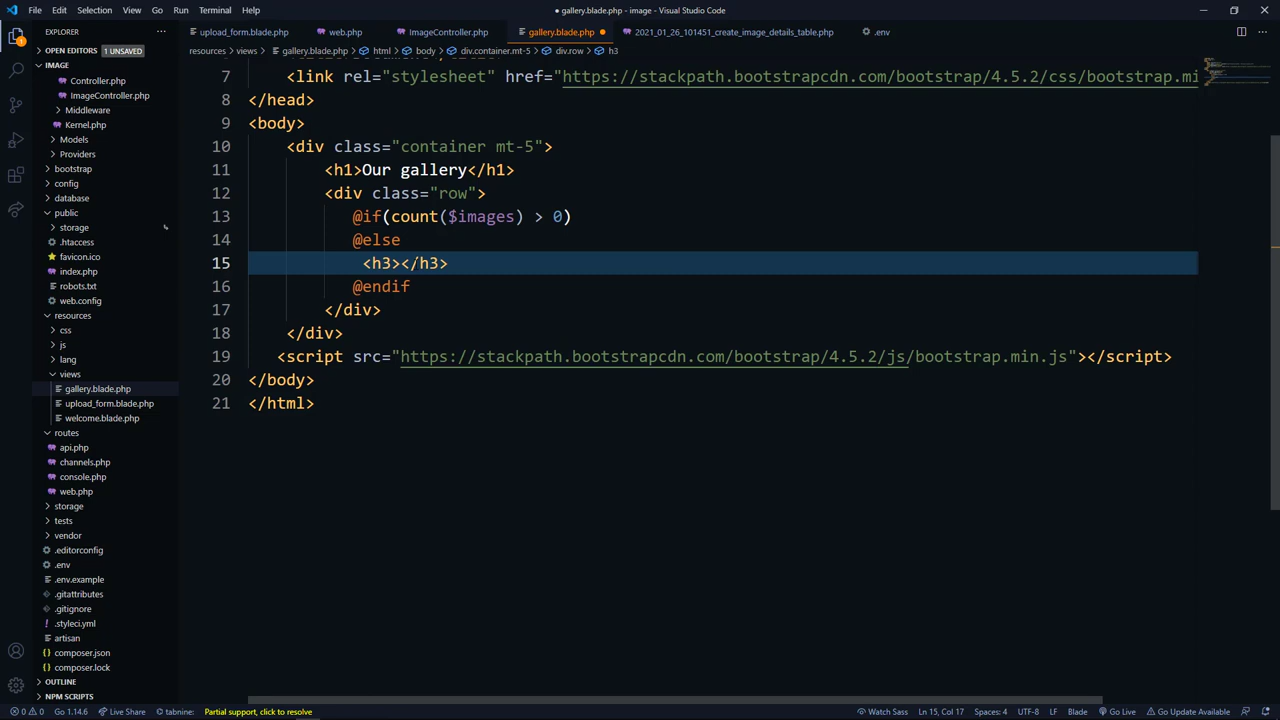 File Edit Selection View Go Run Terminal Help
● gallery.blade.php - image - Visual Studio Code
EXPLORER
OPEN EDITORS 1 UNSAVED
IMAGE
Controller.php
ImageController.php
Middleware
Kernel.php
Models
Providers
bootstrap
config
database
public
storage
.htaccess
favicon.ico
index.php
robots.txt
web.config
resources
css
js
lang
views
gallery.blade.php
upload_form.blade.php
welcome.blade.php
routes
api.php
channels.php
console.php
web.php
storage
tests
vendor
.editorconfig
.env
.env.example
.gitattributes
.gitignore
.styleci.yml
artisan
composer.json
composer.lock
OUTLINE
NPM SCRIPTS
upload_form.blade.php web.php ImageController.php gallery.blade.php 2021_01_26_101451_create_image_details_table.php .env
resources > views > gallery.blade.php > html > body > div.container.mt-5 > div.row > h3
7 <link rel="stylesheet" href="https://stackpath.bootstrapcdn.com/bootstrap/4.5.2/css/bootstrap.mi
8 </head>
9 <body>
10 <div class="container mt-5">
11 <h1>Our gallery</h1>
12 <div class="row">
13 @if(count($images) > 0)
14 @else
15 <h3></h3>
16 @endif
17 </div>
18 </div>
19 <script src="https://stackpath.bootstrapcdn.com/bootstrap/4.5.2/js/bootstrap.min.js"></script>
20 </body>
21 </html>
0 0 Go 1.14.6 Live Share tabnine: Partial support, click to resolve Watch Sass Ln 15, Col 17 Spaces: 4 UTF-8 LF Blade Go Live Go Update Available